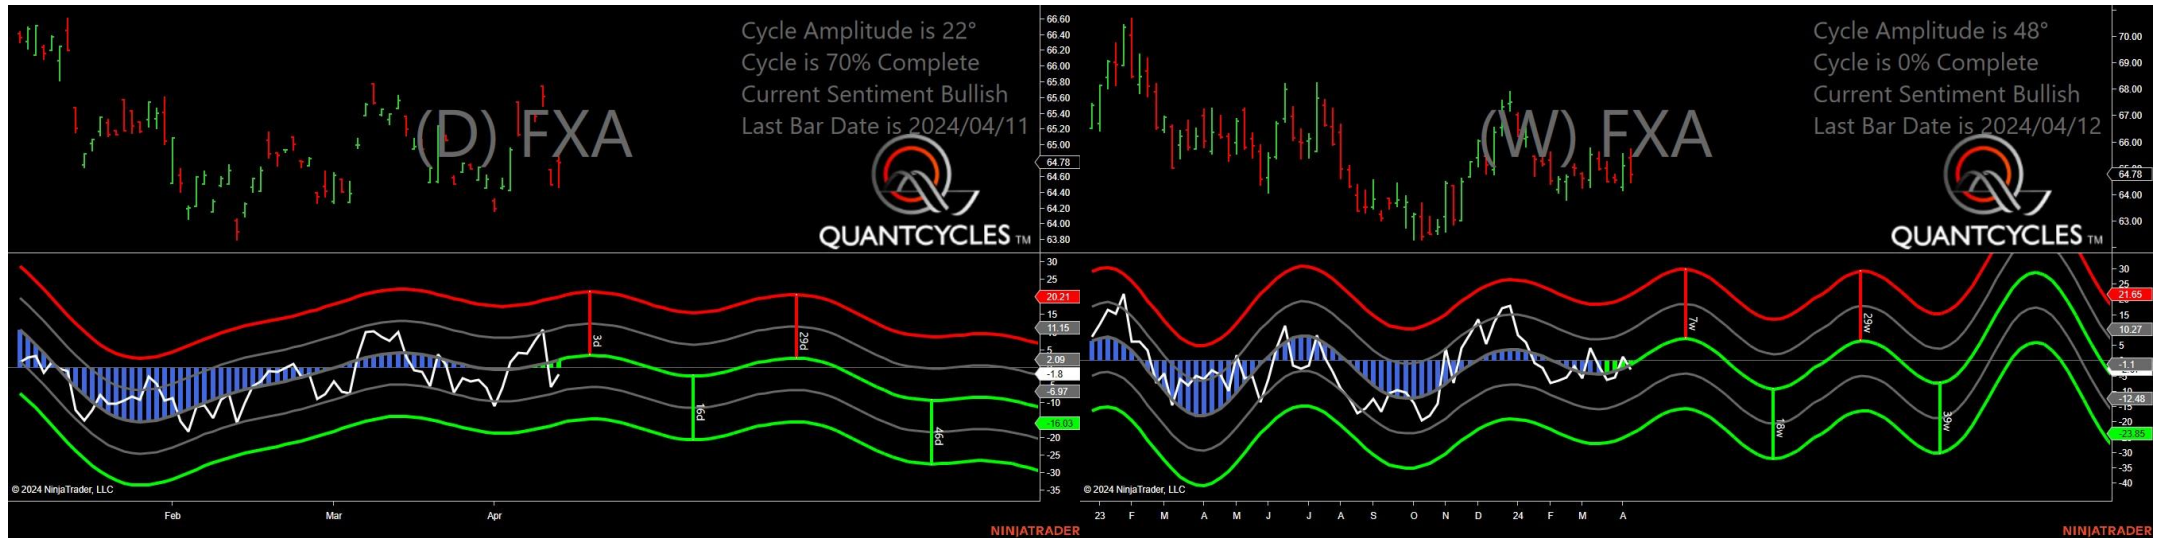 Cycle Amplitude is 22°
Cycle is 70% Complete
Current Sentiment Bullish
Last Bar Date is 2024/04/11
(D) FXA
QUANTCYCLES TM
66.60
66.40
66.20
66.00
65.80
65.60
65.40
65.20
65.00
64.78
64.60
64.40
64.20
64.00
63.80
30
25
20.21
15
11.15
5
2.09
-1.8
-6.97
-10
-16.03
-20
-25
-30
-35
3d
16d
29d
46d
© 2024 NinjaTrader, LLC
Feb Mar Apr
NINJATRADER
Cycle Amplitude is 48°
Cycle is 0% Complete
Current Sentiment Bullish
Last Bar Date is 2024/04/12
(W) FXA
QUANTCYCLES TM
70.00
69.00
68.00
67.00
66.00
64.78
64.00
63.00
30
21.65
15
10.27
5
-1.1
-12.48
-15
-20
-23.85
-30
-35
-40
7w
18w
29w
39w
© 2024 NinjaTrader, LLC
23 F M A M J J A S O N D 24 F M A
NINJATRADER